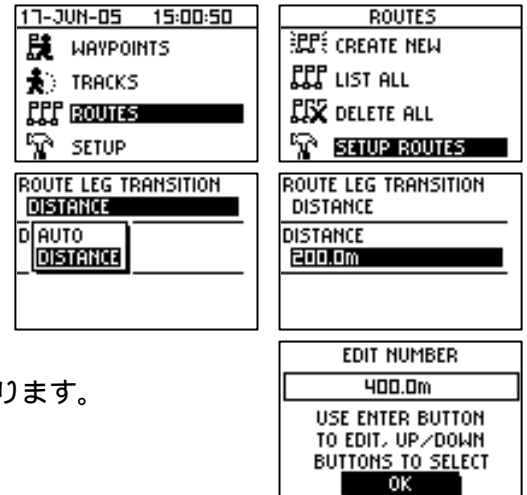 17-JUN-05 15:00:50
WAYPOINTS
TRACKS
ROUTES
SETUP
ROUTES
CREATE NEW
LIST ALL
DELETE ALL
SETUP ROUTES
ROUTE LEG TRANSITION
DISTANCE
D
AUTO
DISTANCE
ROUTE LEG TRANSITION
DISTANCE
DISTANCE
200.0m
ります。
EDIT NUMBER
400.0m
USE ENTER BUTTON
TO EDIT, UP/DOWN
BUTTONS TO SELECT
OK